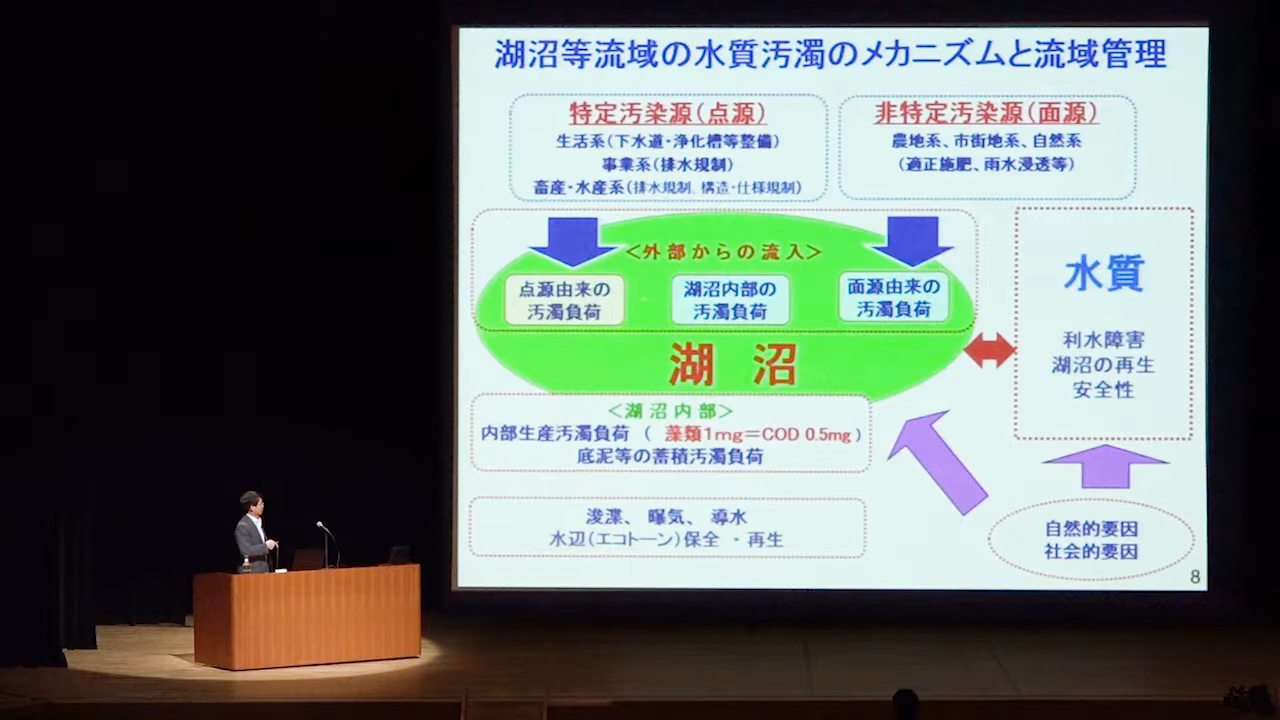 湖沼等流域の水質汚濁のメカニズムと流域管理
特定汚染源(点源)
生活系(下水道・浄化槽等整備)
事業系(排水規制)
畜産・水産系(排水規制、構造・仕様規制)
非特定汚染源(面源)
農地系、市街地系、自然系
(適正施肥、雨水浸透等)
<外部からの流入>
点源由来の
汚濁負荷
湖沼内部の
汚濁負荷
面源由来の
汚濁負荷
湖 沼
水質
利水障害
湖沼の再生
安全性
<湖沼内部>
内部生産汚濁負荷 ( 藻類1mg=COD 0.5mg)
底泥等の蓄積汚濁負荷
浚渫、 曝気、 導水
水辺(エコトーン)保全 ・再生
自然的要因
社会的要因
8